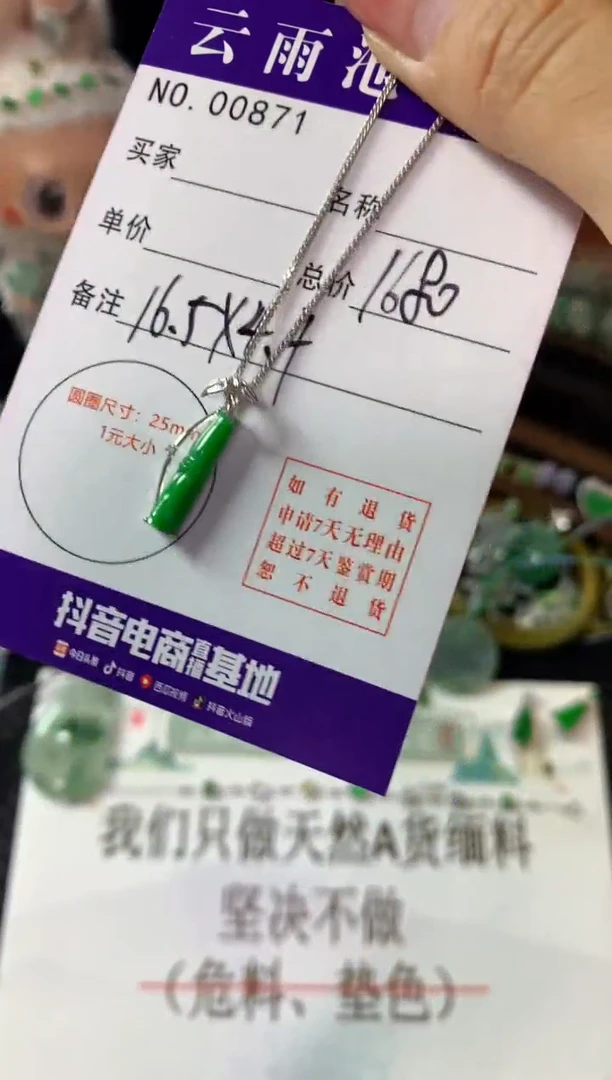 云雨池
NO. 00871
买家
名称
单价
总价 1680
备注 16.5X4.4
圆圈尺寸：25mm
1元大小
如有退货
申请7天无理由
超过7天鉴赏期
恕不退货
抖音电商直播基地
今日头条 抖音 西瓜视频 抖音火山版
我们只做天然A货缅料
坚决不做
（危料、垫色）